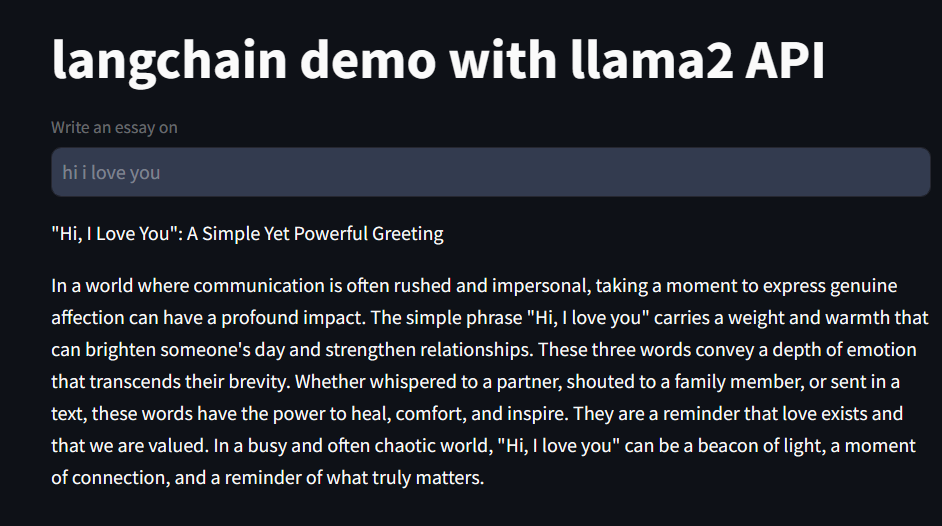 langchain demo with llama2 API
Write an essay on
hi i love you
"Hi, I Love You": A Simple Yet Powerful Greeting
In a world where communication is often rushed and impersonal, taking a moment to express genuine
affection can have a profound impact. The simple phrase "Hi, I love you" carries a weight and warmth that
can brighten someone's day and strengthen relationships. These three words convey a depth of emotion
that transcends their brevity. Whether whispered to a partner, shouted to a family member, or sent in a
text, these words have the power to heal, comfort, and inspire. They are a reminder that love exists and
that we are valued. In a busy and often chaotic world, "Hi, I love you" can be a beacon of light, a moment
of connection, and a reminder of what truly matters.